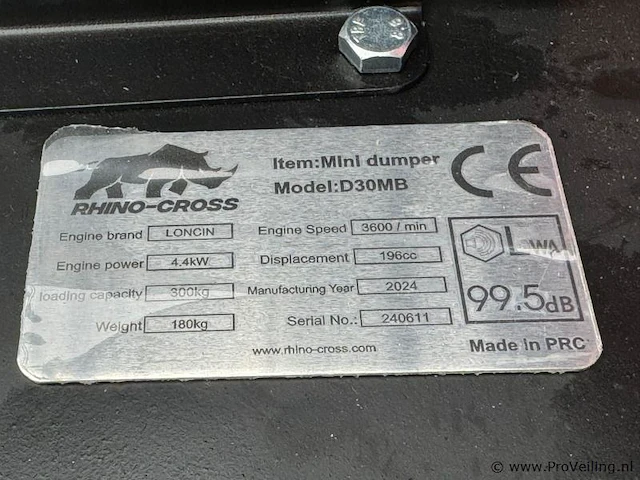 Item:Mini dumper
Model:D30MB
RHINO-CROSS
CE
Engine brand LONCIN
Engine Speed 3600 / min
Engine power 4.4kW
Displacement 196cc
loading capacity 300kg
Manufacturing Year 2024
Weight 180kg
Serial No.: 240611
LWA
99.5dB
www.rhino-cross.com
Made in PRC
© www.ProVeiling.nl